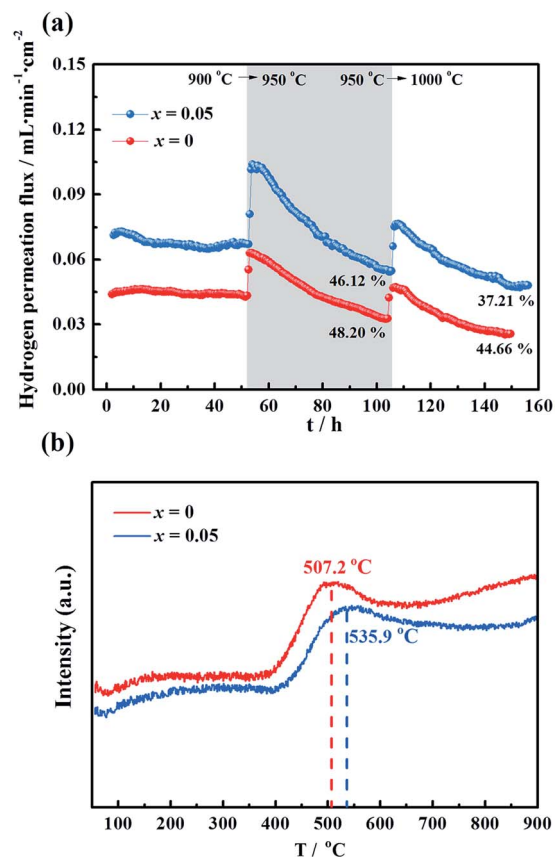 (a)
0.15
0.12
0.09
0.06
0.03
0.00
Hydrogen permeation flux / mL·min⁻¹·cm⁻²
900 °C → 950 °C
950 °C → 1000 °C
x = 0.05
x = 0
46.12 %
48.20 %
37.21 %
44.66 %
0 20 40 60 80 100 120 140 160
t / h
(b)
x = 0
x = 0.05
507.2 °C
535.9 °C
Intensity (a.u.)
100 200 300 400 500 600 700 800 900
T / °C